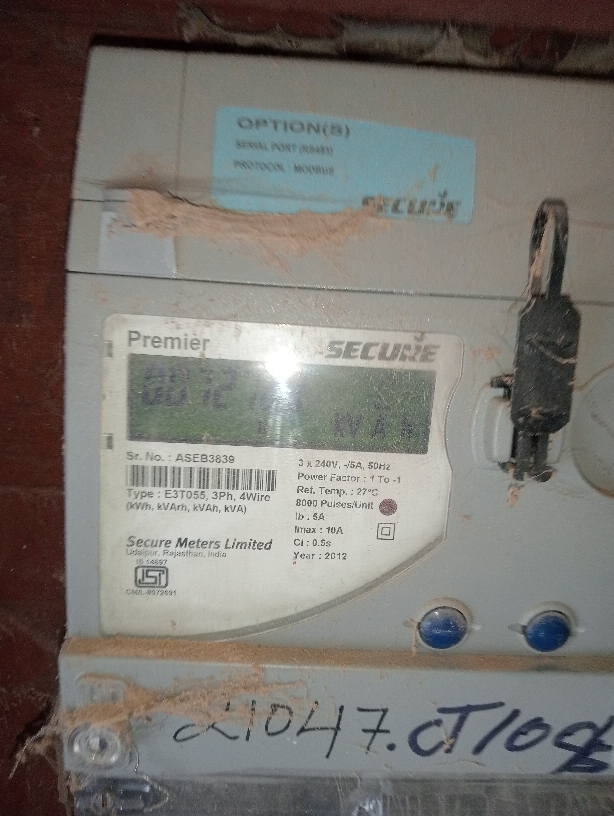 OPTION(S)
SERIAL PORT (RS485)
PROTOCOL : MODBUS
SECURE
Premier
SECURE
kVAh
Sr. No. : ASEB3839
Type : E3T055, 3Ph, 4Wire
(kWh, kVArh, kVAh, kVA)
3 x 240V, -/5A, 50Hz
Power Factor : 1 To -1
Ref. Temp. : 27°C
8000 Pulses/Unit
Ib : 5A
Imax : 10A
Cl : 0.5s
Year : 2012
Secure Meters Limited
Udaipur, Rajasthan, India
IS 14697
21047. CT/08